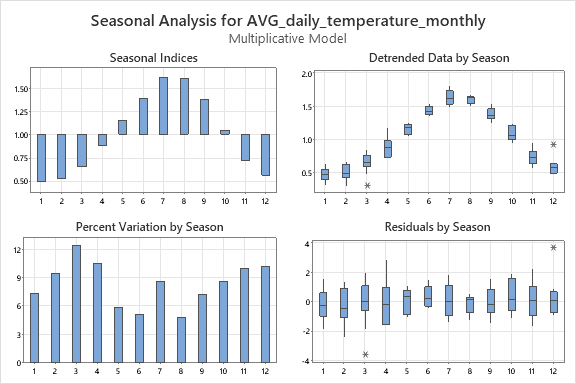 Seasonal Analysis for AVG_daily_temperature_monthly
Multiplicative Model
Seasonal Indices
1.50
1.25
1.00
0.75
0.50
1 2 3 4 5 6 7 8 9 10 11 12
Detrended Data by Season
2.0
1.5
1.0
0.5
1 2 3 4 5 6 7 8 9 10 11 12
Percent Variation by Season
12
9
6
3
0
1 2 3 4 5 6 7 8 9 10 11 12
Residuals by Season
4
2
0
-2
-4
1 2 3 4 5 6 7 8 9 10 11 12